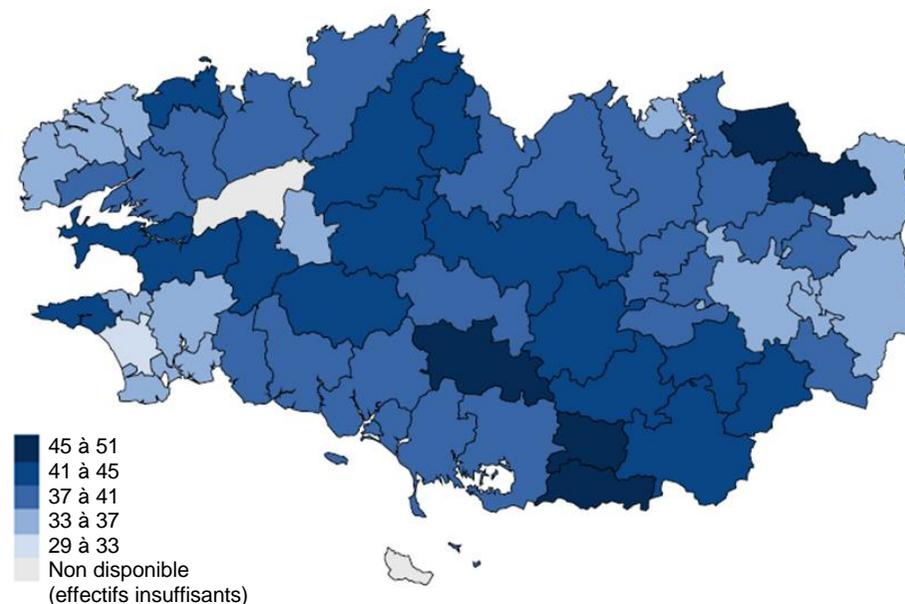 45 à 51
41 à 45
37 à 41
33 à 37
29 à 33
Non disponible
(effectifs insuffisants)